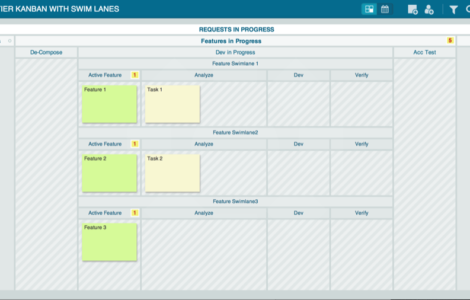 IER KANBAN WITH SWIM LANES
REQUESTS IN PROGRESS
Features in Progress 5
De-Compose Dev in Progress Acc Test
Feature Swimlane 1
Active Feature 1 Analyze Dev Verify
Feature 1 Task 1
Feature Swimlane2
Active Feature 1 Analyze Dev Verify
Feature 2 Task 2
Feature Swimlane3
Active Feature 1 Analyze Dev Verify
Feature 3